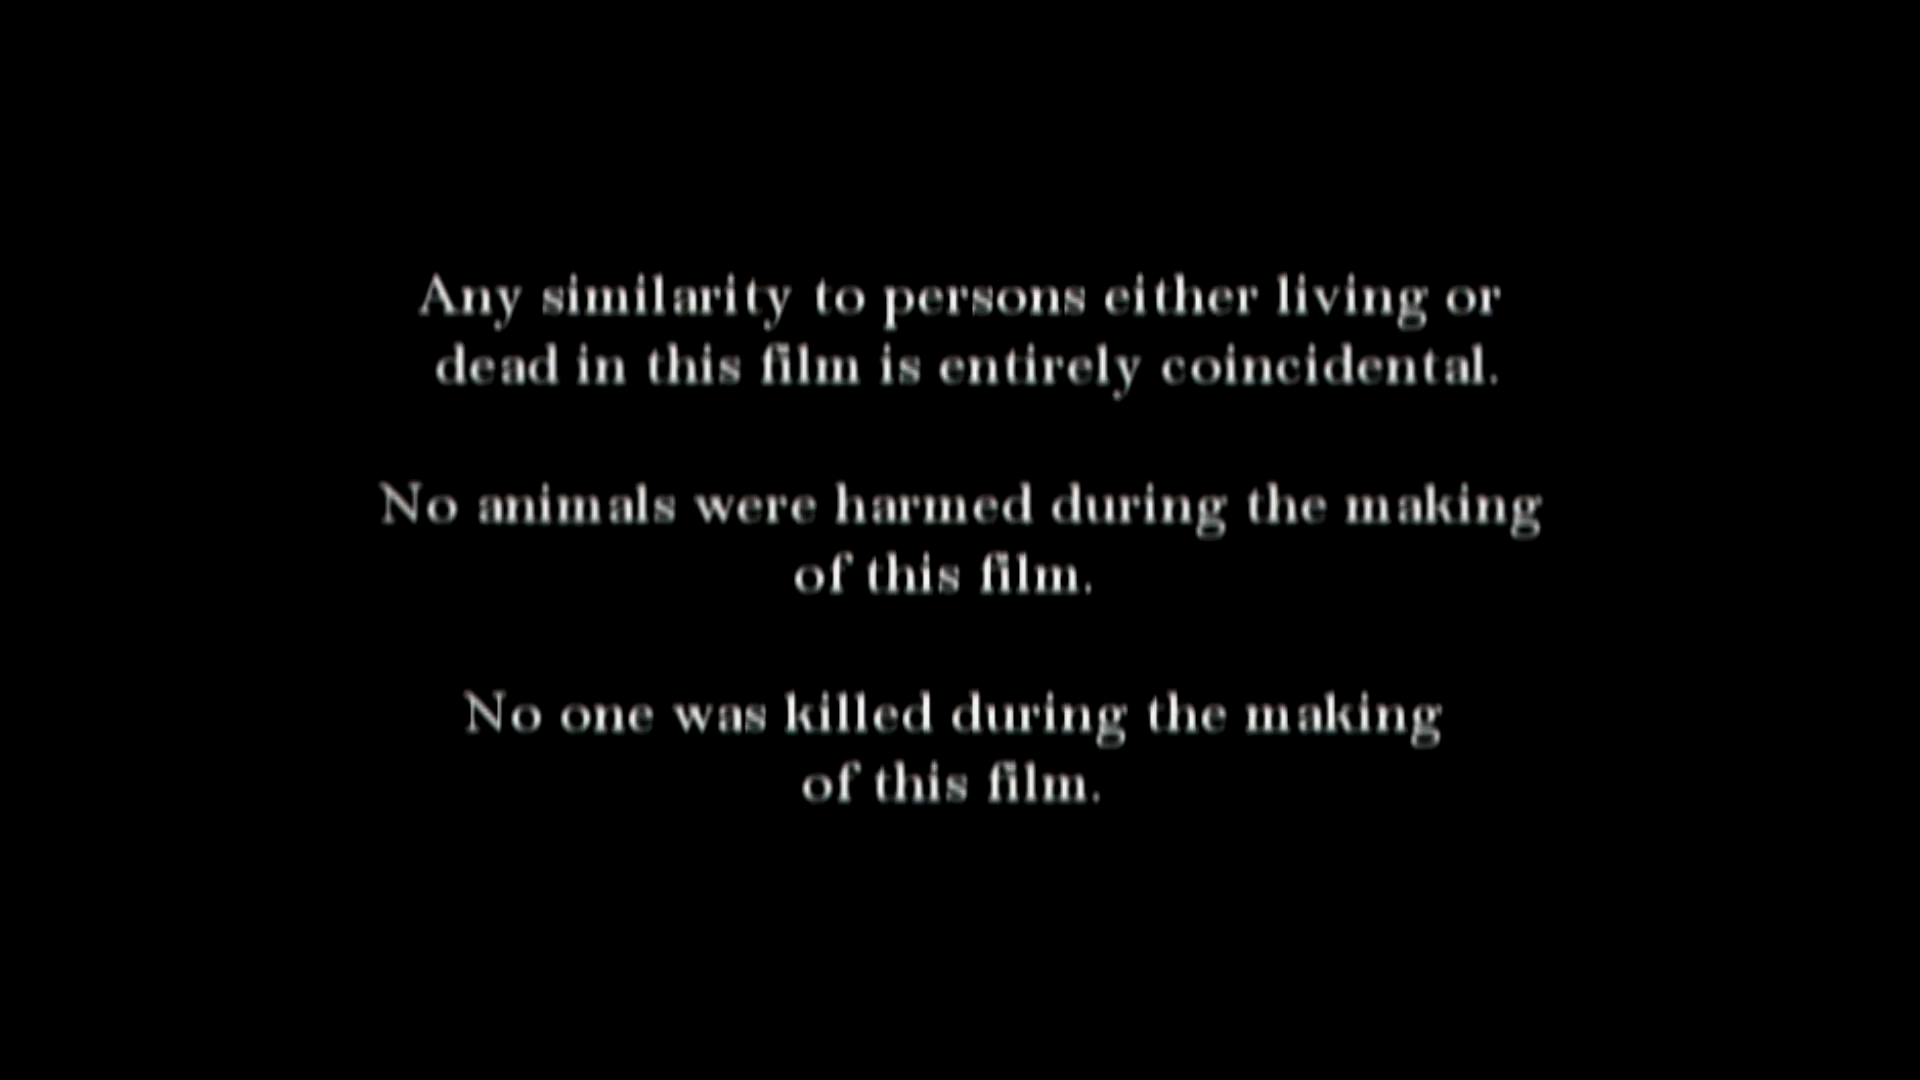 Any similarity to persons either living or
dead in this film is entirely coincidental.
No animals were harmed during the making
of this film.
No one was killed during the making
of this film.